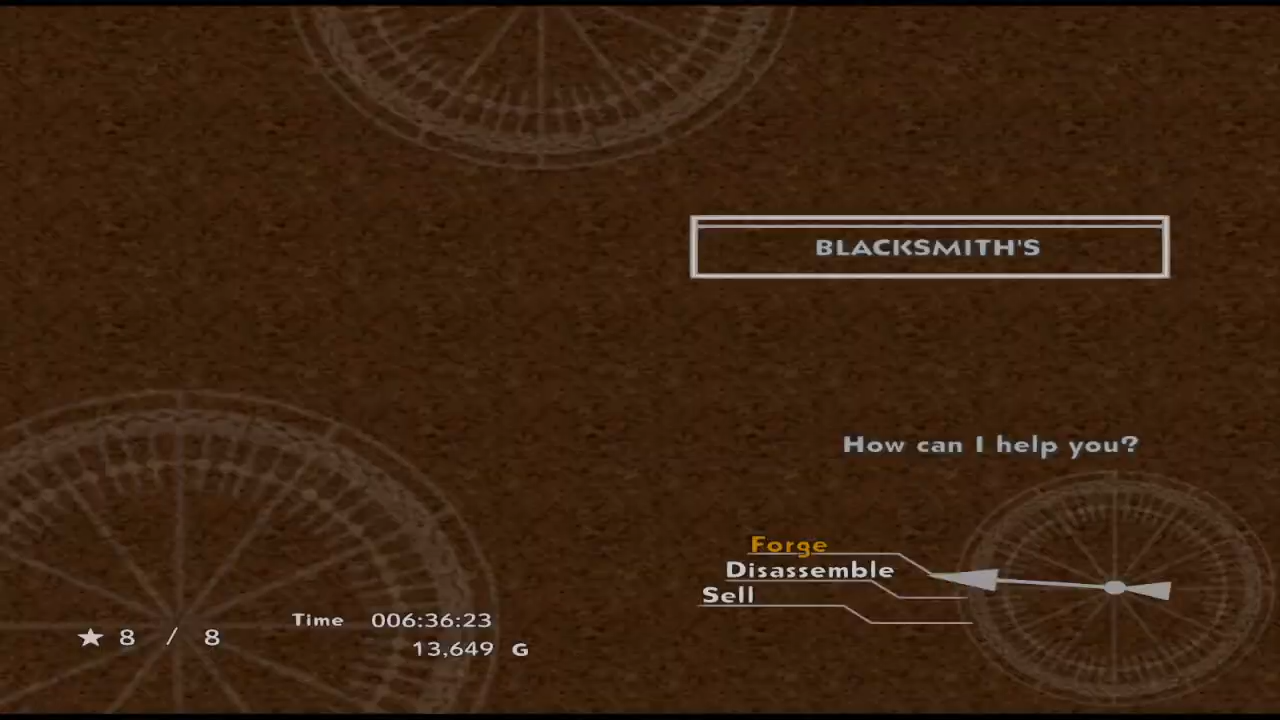 BLACKSMITH'S
How can I help you?
Forge
Disassemble
Sell
Time 006:36:23
★ 8 / 8
13,649 G